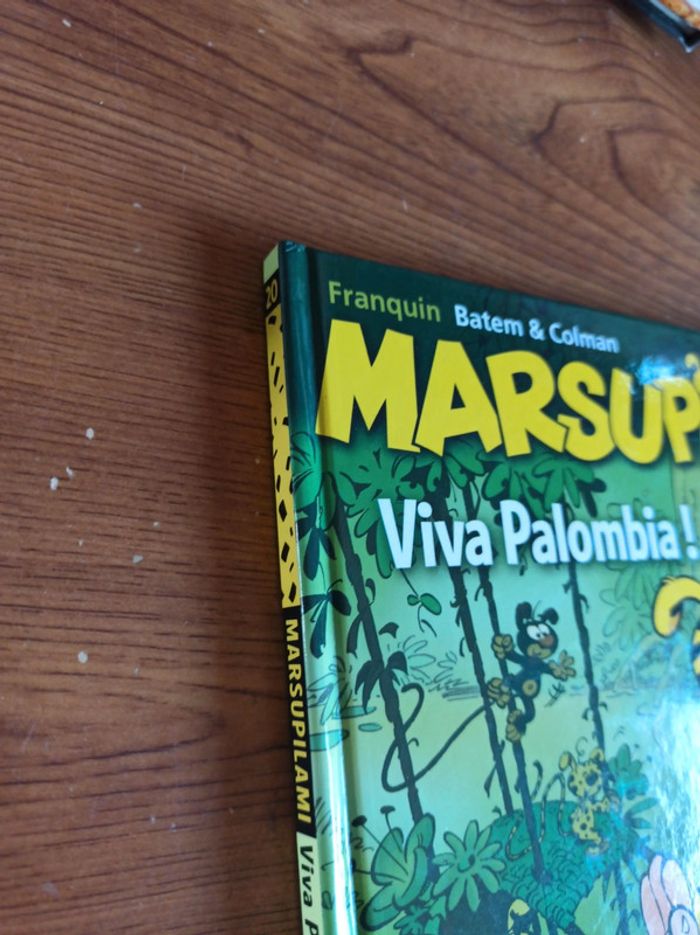 Franquin Batem & Colman
MARSUP
Viva Palombia !
20
MARSUPILAMI Viva P